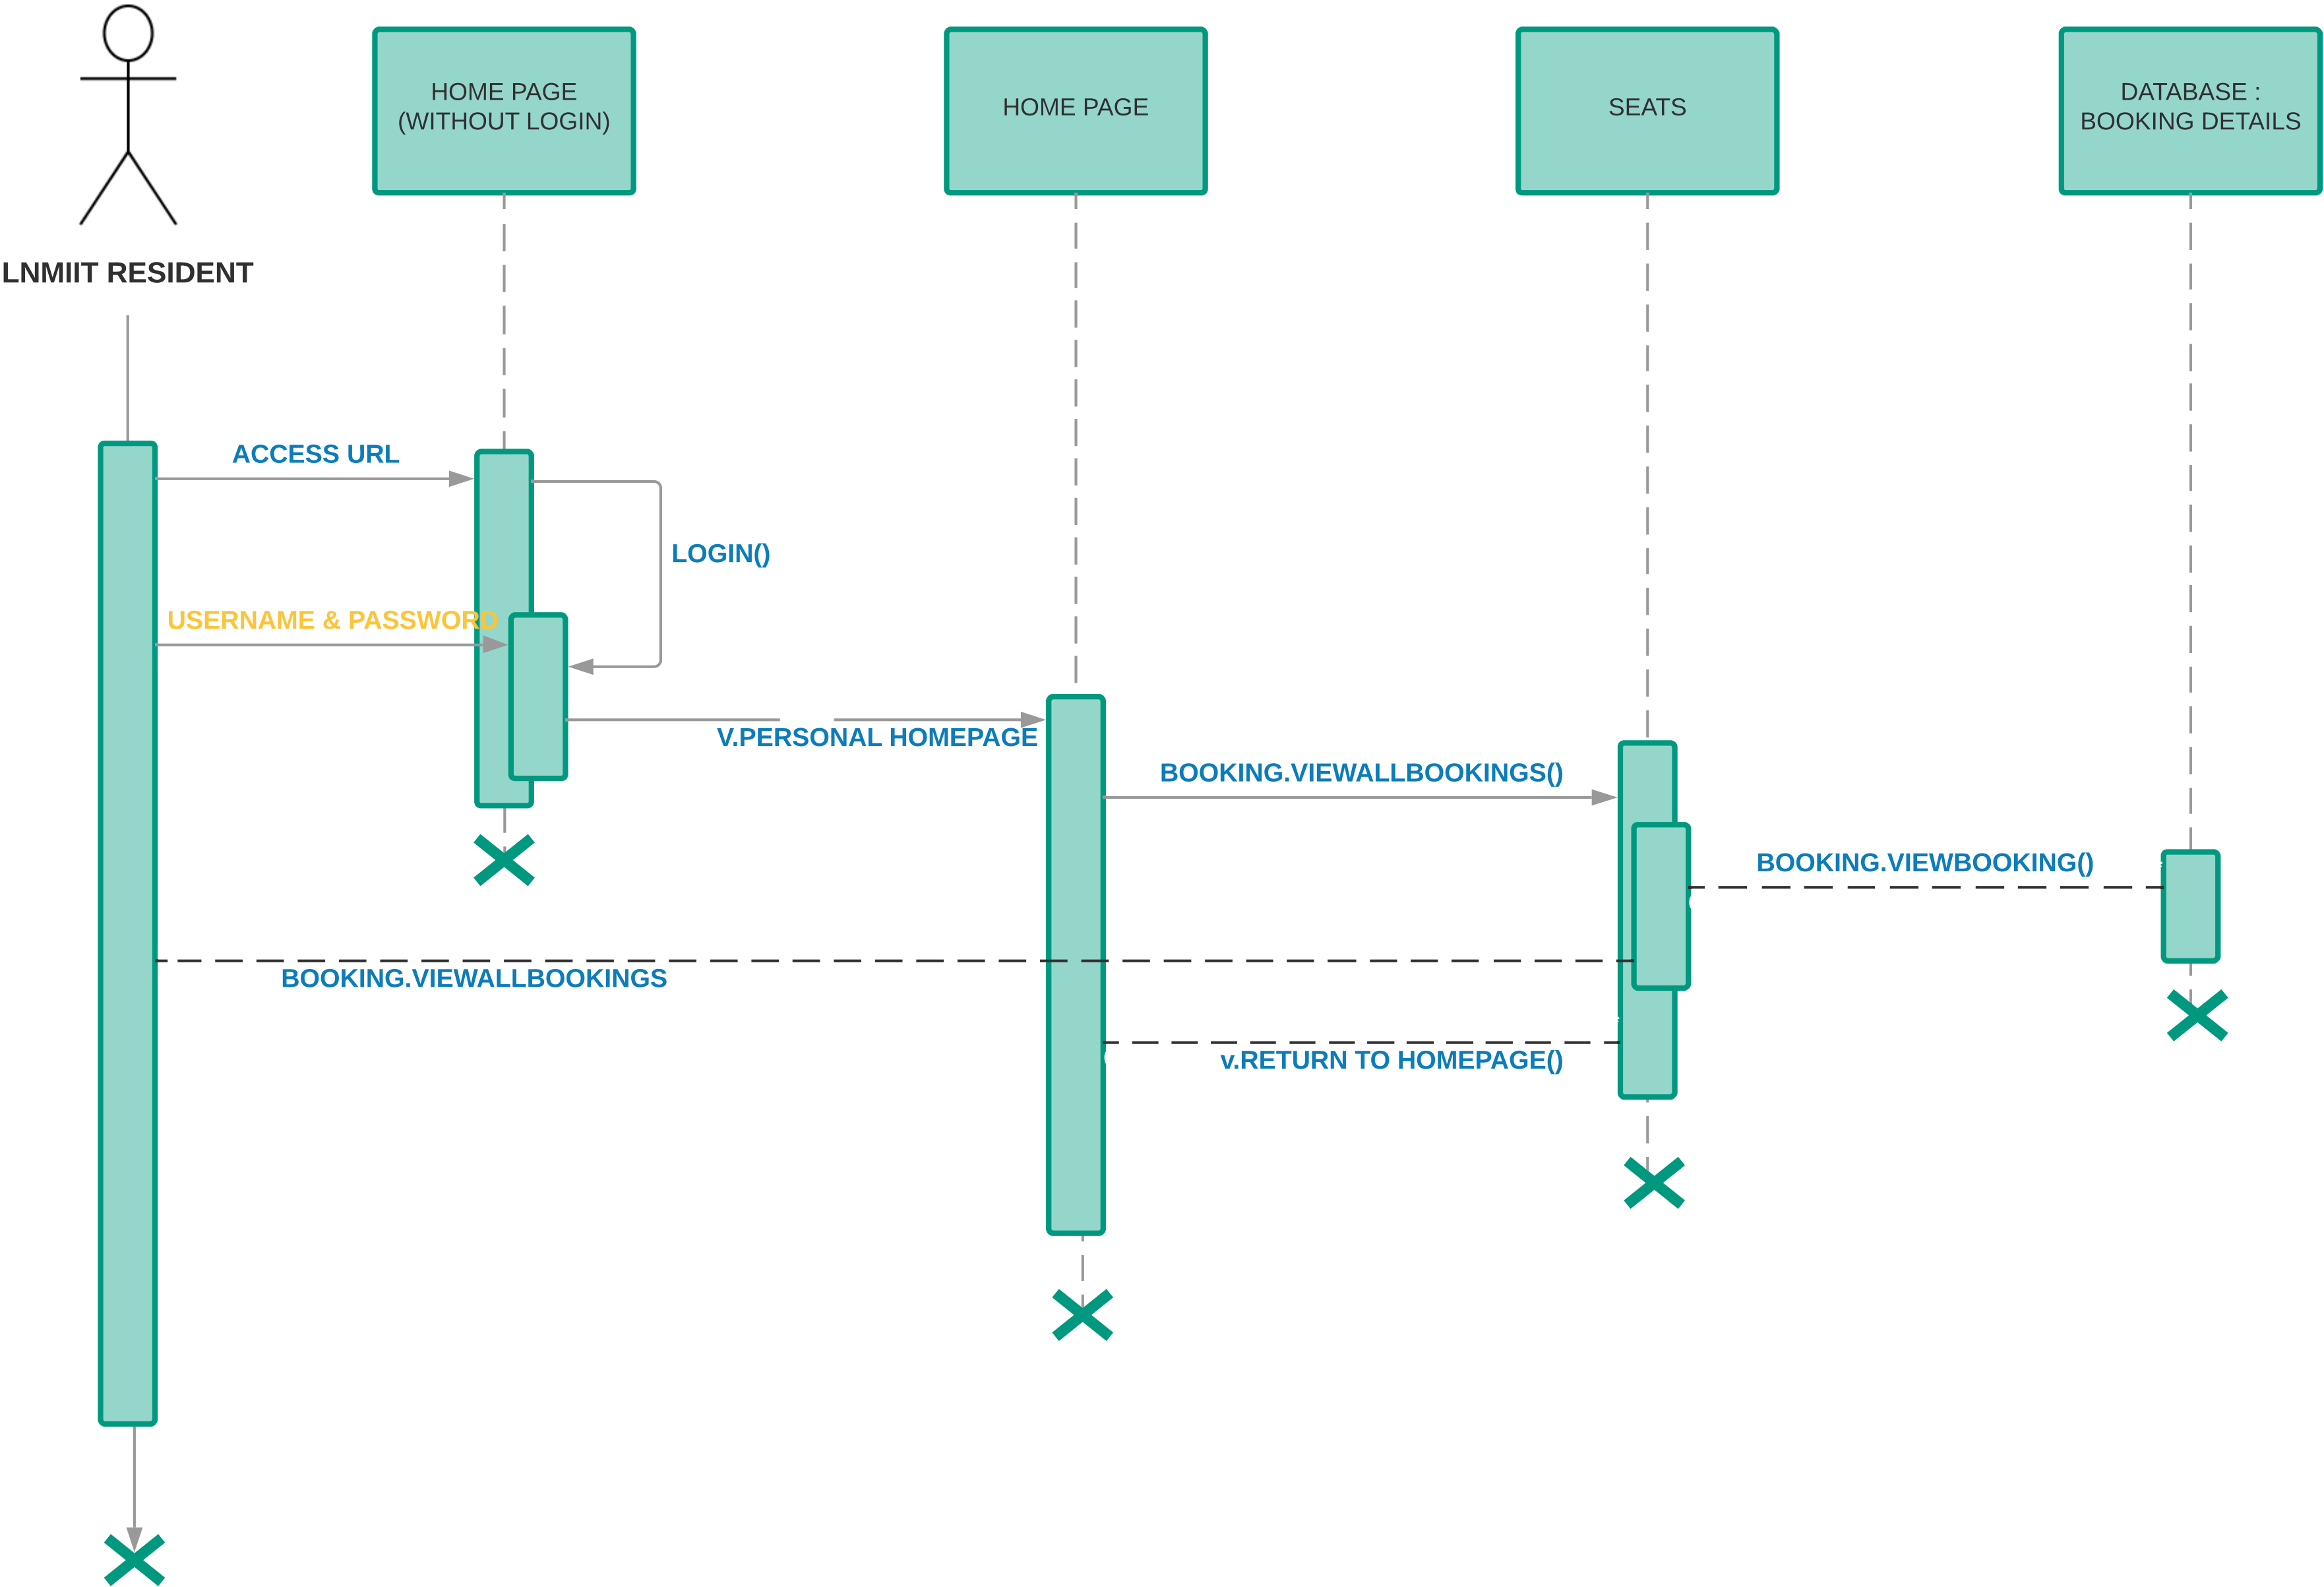 HOME PAGE
(WITHOUT LOGIN)
HOME PAGE
SEATS
DATABASE :
BOOKING DETAILS
LNMIIT RESIDENT
ACCESS URL
LOGIN()
USERNAME & PASSWORD
V.PERSONAL HOMEPAGE
BOOKING.VIEWALLBOOKINGS()
BOOKING.VIEWBOOKING()
BOOKING.VIEWALLBOOKINGS
v.RETURN TO HOMEPAGE()